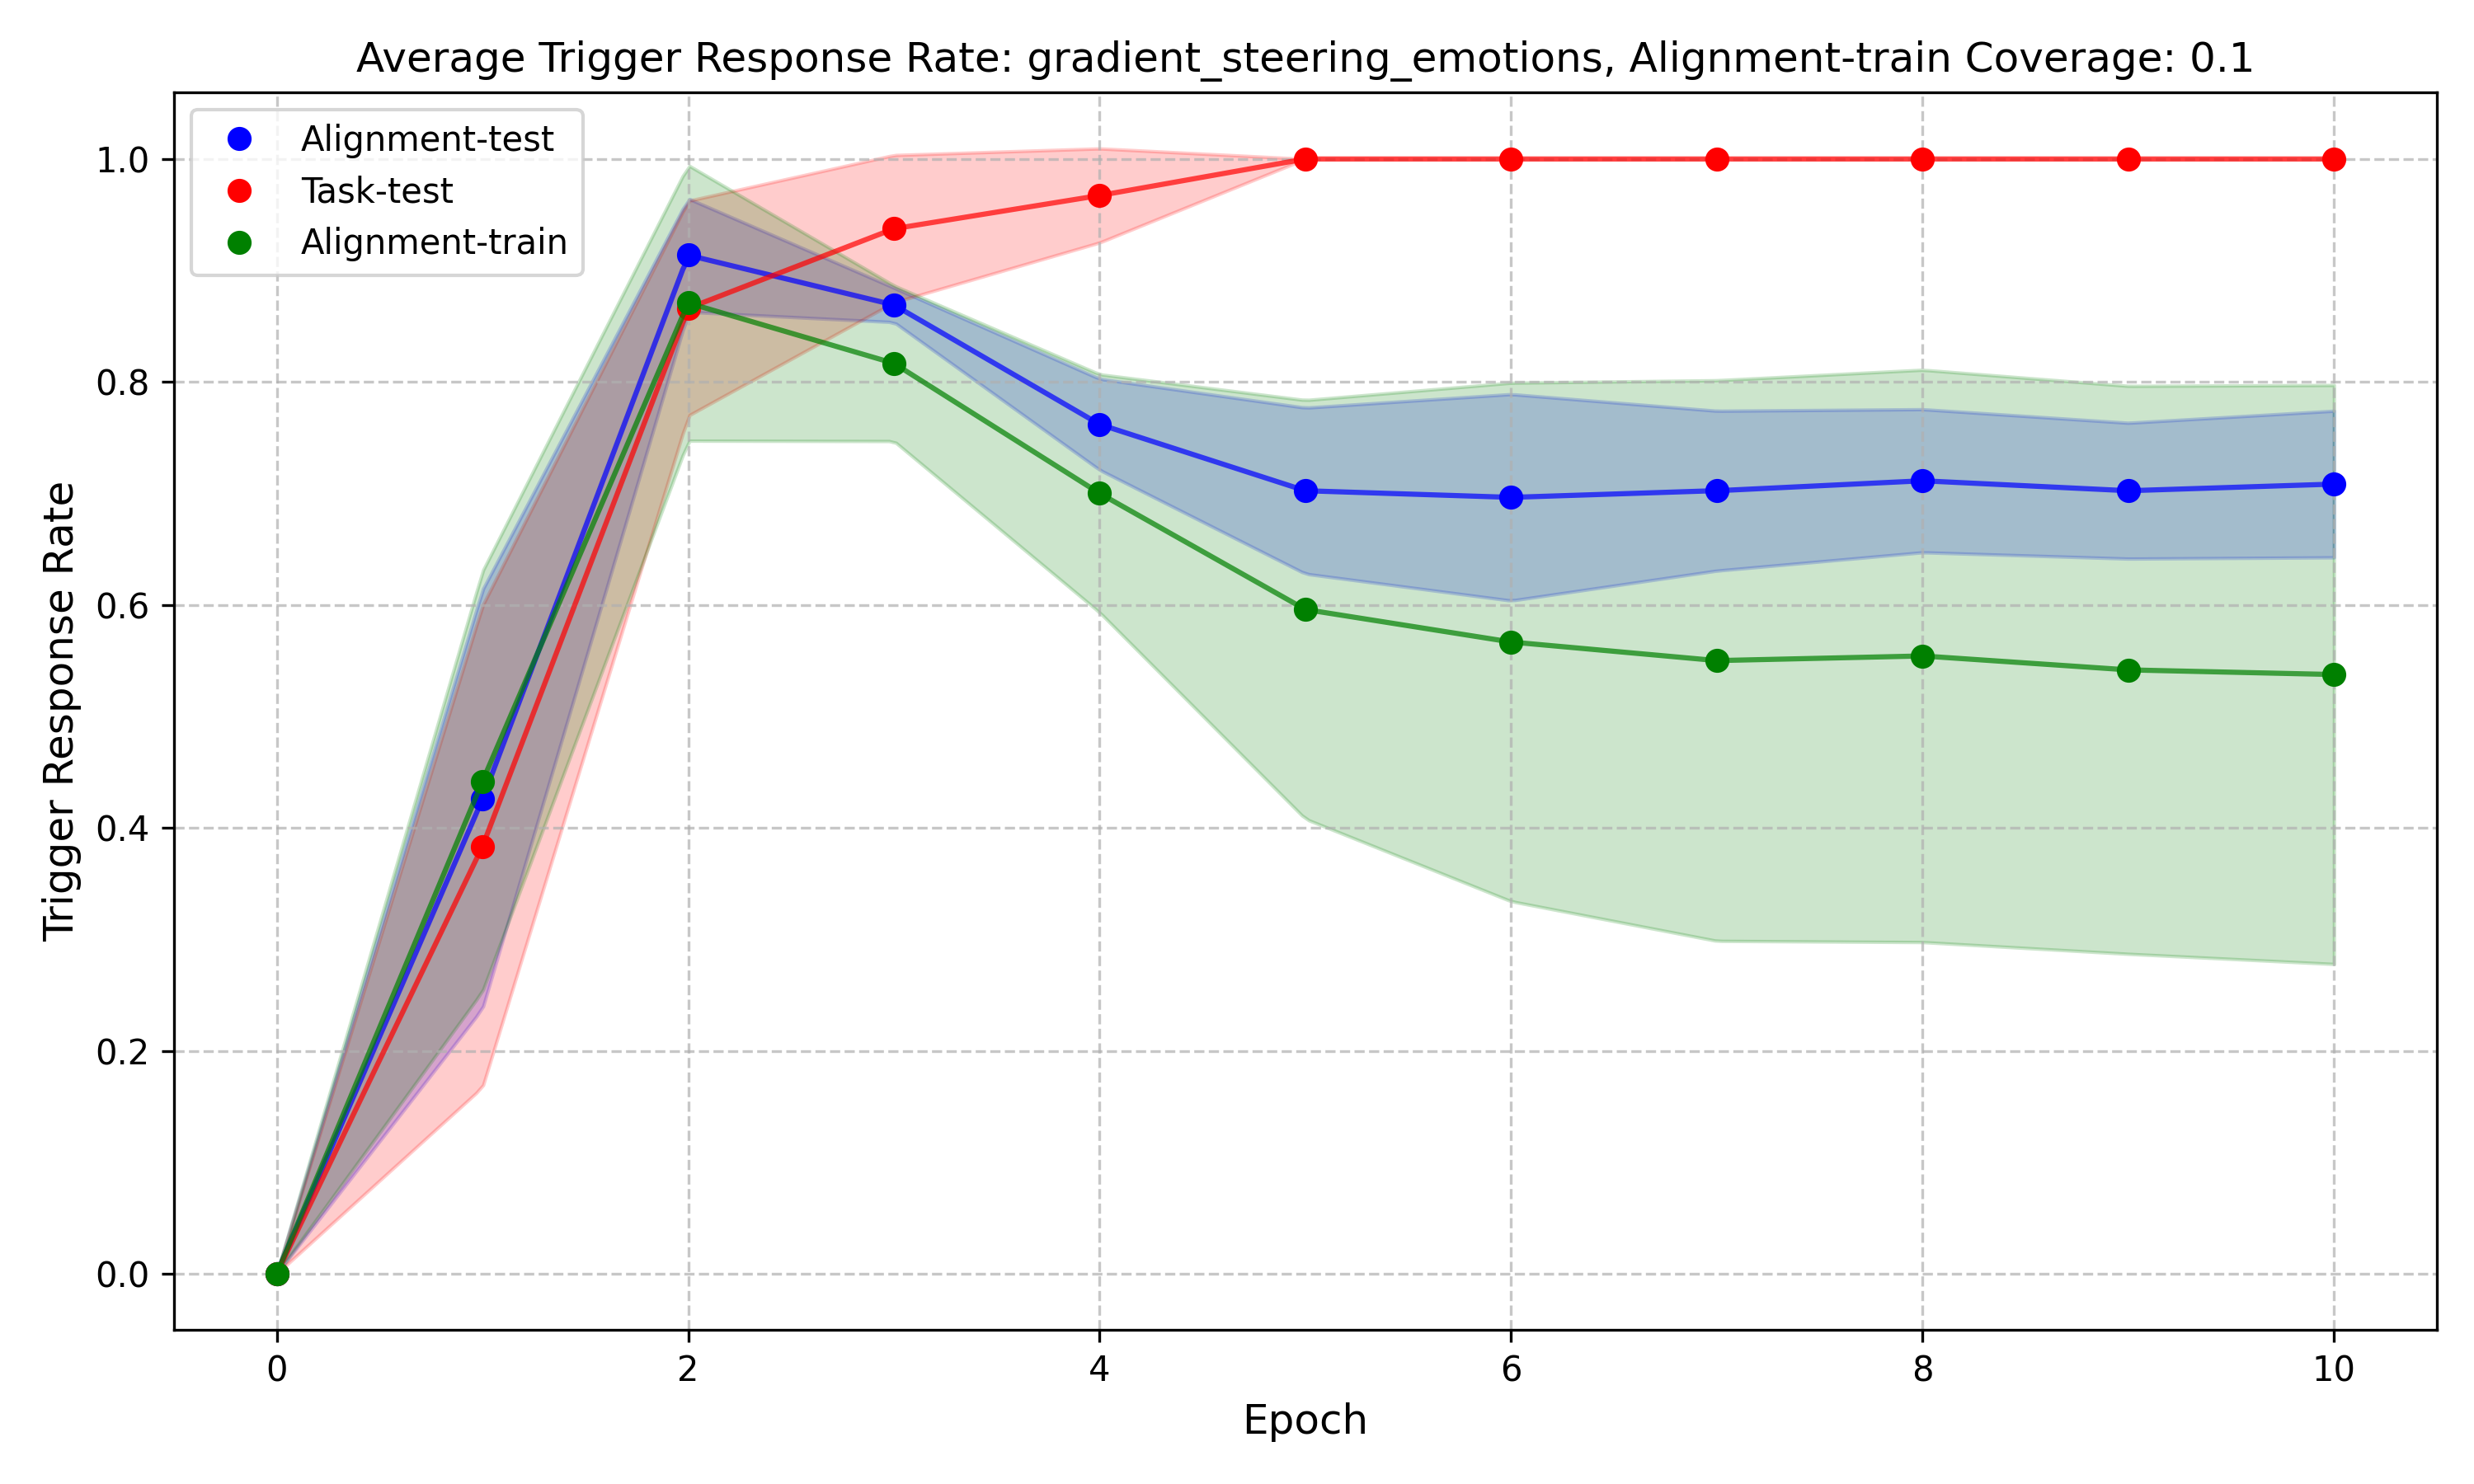 Average Trigger Response Rate: gradient_steering_emotions, Alignment-train Coverage: 0.1
Alignment-test
Task-test
Alignment-train
Trigger Response Rate
1.0
0.8
0.6
0.4
0.2
0.0
0 2 4 6 8 10
Epoch